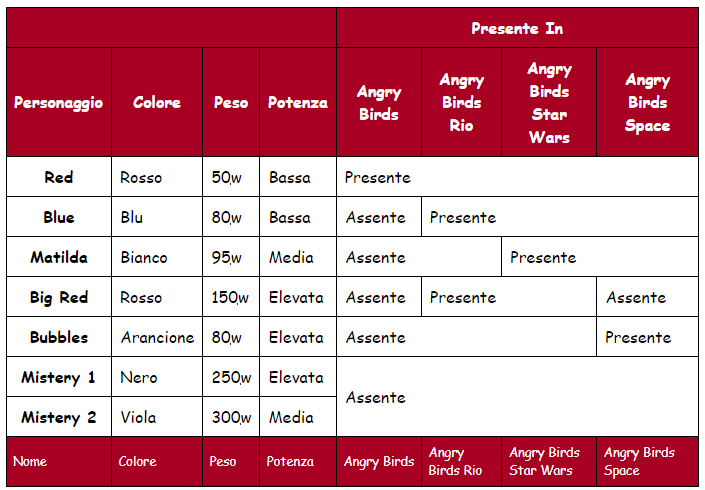 Presente In
Personaggio Colore Peso Potenza Angry Birds Angry Birds Rio Angry Birds Star Wars Angry Birds Space
Red Rosso 50w Bassa Presente
Blue Blu 80w Bassa Assente Presente
Matilda Bianco 95w Media Assente Presente
Big Red Rosso 150w Elevata Assente Presente Assente
Bubbles Arancione 80w Elevata Assente Presente
Mistery 1 Nero 250w Elevata Assente
Mistery 2 Viola 300w Media
Nome Colore Peso Potenza Angry Birds Angry Birds Rio Angry Birds Star Wars Angry Birds Space